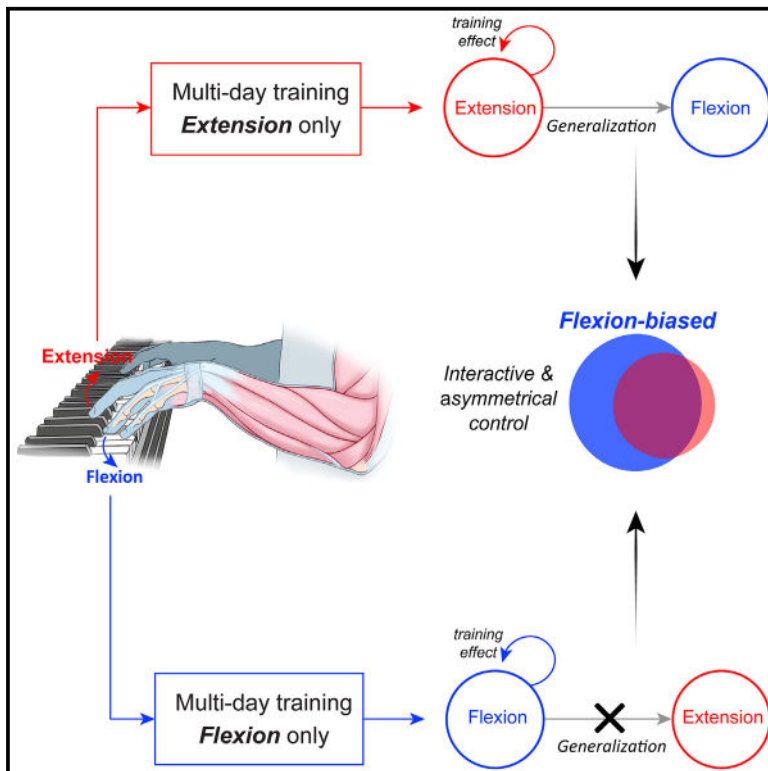 training
effect
Multi-day training
Extension only
Extension
Flexion
Generalization
Extension
Flexion
Flexion-biased
Interactive &
asymmetrical
control
training
effect
Multi-day training
Flexion only
Flexion
Extension
Generalization